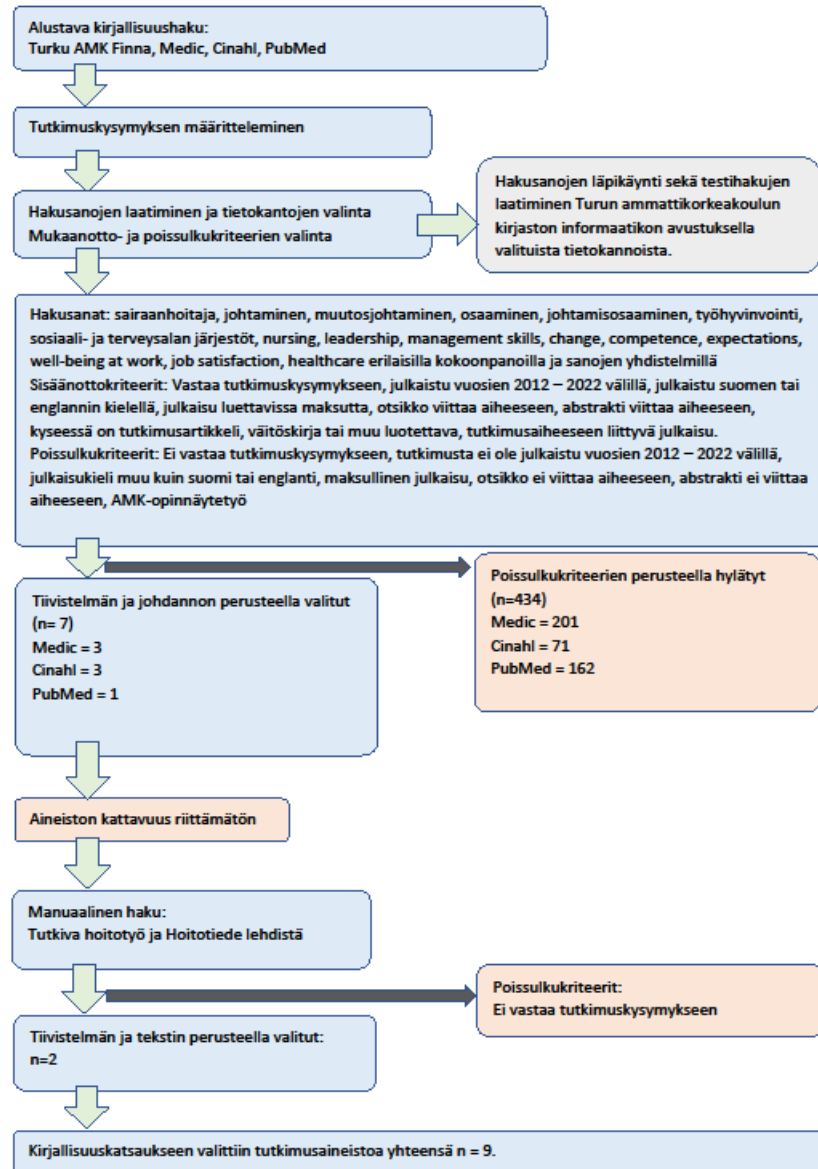 Alustava kirjallisuushaku:
Turku AMK Finna, Medic, Cinahl, PubMed
Tutkimuskysymyksen määritteleminen
Hakusanojen laatiminen ja tietokantojen valinta
Mukaanotto- ja poissulkukriteerien valinta
Hakusanojen läpikäynti sekä testihakujen
laatiminen Turun ammattikorkeakoulun
kirjaston informaatikon avustuksella
valituista tietokannoista.
Hakusanat: sairaanhoitaja, johtaminen, muutosjohtaminen, osaaminen, johtamisosaaminen, työhyvinvointi,
sosiaali- ja terveysalan järjestöt, nursing, leadership, management skills, change, competence, expectations,
well-being at work, job satisfaction, healthcare erilaisilla kokoonpanoilla ja sanojen yhdistelmillä
Sisäänottokriteerit: Vastaa tutkimuskysymykseen, julkaistu vuosien 2012 – 2022 välillä, julkaistu suomen tai
englannin kielellä, julkaisu luettavissa maksutta, otsikko viittaa aiheeseen, abstrakti viittaa aiheeseen,
kyseessä on tutkimusartikkeli, väitöskirja tai muu luotettava, tutkimusaiheeseen liittyvä julkaisu.
Poissulkukriteerit: Ei vastaa tutkimuskysymykseen, tutkimusta ei ole julkaistu vuosien 2012 – 2022 välillä,
julkaisukieli muu kuin suomi tai englanti, maksullinen julkaisu, otsikko ei viittaa aiheeseen, abstrakti ei viittaa
aiheeseen, AMK-opinnäytetyö
Tiivistelmän ja johdannon perusteella valitut
(n= 7)
Medic = 3
Cinahl = 3
PubMed = 1
Poissulkukriteerien perusteella hylätyt
(n=434)
Medic = 201
Cinahl = 71
PubMed = 162
Aineiston kattavuus riittämätön
Manuaalinen haku:
Tutkiva hoitotyö ja Hoitotiede lehdistä
Poissulkukriteerit:
Ei vastaa tutkimuskysymykseen
Tiivistelmän ja tekstin perusteella valitut:
n=2
Kirjallisuuskatsaukseen valittiin tutkimusaineistoa yhteensä n = 9.